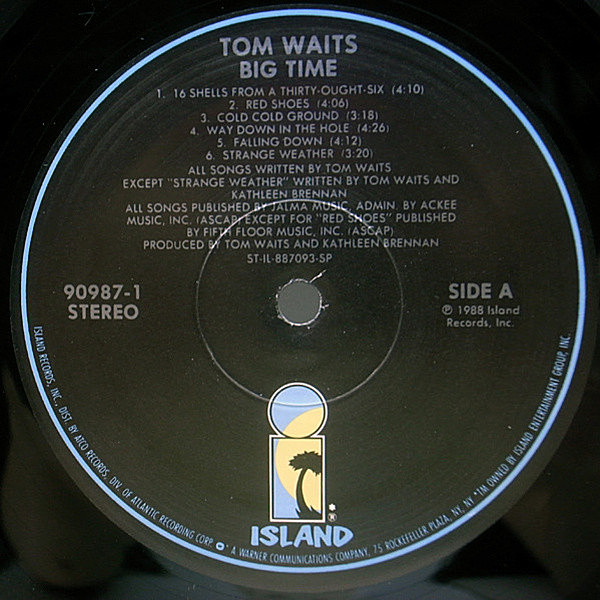 TOM WAITS
BIG TIME
1. 16 SHELLS FROM A THIRTY-OUGHT-SIX (4:10)
2. RED SHOES (4:06)
3. COLD COLD GROUND (3:18)
4. WAY DOWN IN THE HOLE (4:26)
5. FALLING DOWN (4:12)
6. STRANGE WEATHER (3:20)
ALL SONGS WRITTEN BY TOM WAITS
EXCEPT "STRANGE WEATHER" WRITTEN BY TOM WAITS AND
KATHLEEN BRENNAN
ALL SONGS PUBLISHED BY JALMA MUSIC, ADMIN. BY ACKEE
MUSIC, INC. (ASCAP) EXCEPT FOR "RED SHOES" PUBLISHED
BY FIFTH FLOOR MUSIC, INC. (ASCAP)
PRODUCED BY TOM WAITS AND KATHLEEN BRENNAN
ST-IL-887093-SP
90987-1
STEREO
SIDE A
℗ 1988 Island
Records, Inc.
ISLAND
®
ISLAND RECORDS, INC., DIST. BY ATCO RECORDS, DIV. OF ATLANTIC RECORDING CORP. A WARNER COMMUNICATIONS COMPANY, 75 ROCKEFELLER PLAZA, NY, NY *TM OWNED BY ISLAND ENTERTAINMENT GROUP, INC.